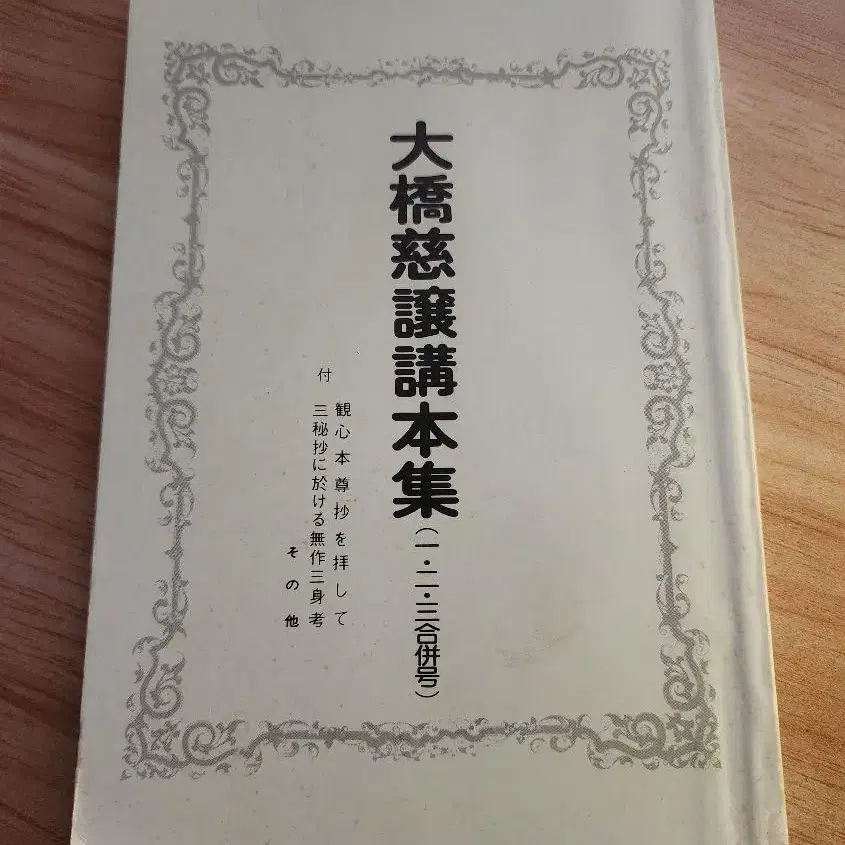 大橋慈譲講本集（一・二・三合併号）
付
観心本尊抄を拝して
三秘抄に於ける無作三身考
その他